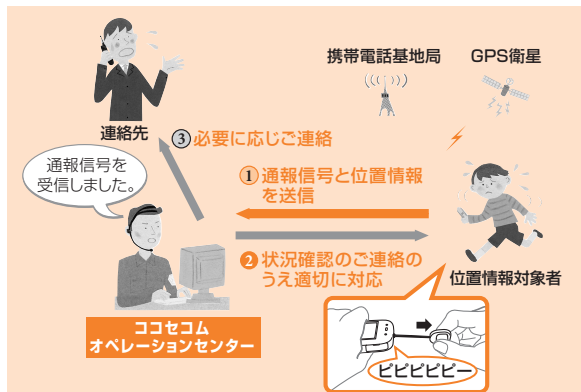 携帯電話基地局
GPS衛星
連絡先
③必要に応じご連絡
通報信号を
受信しました。
①通報信号と位置情報
を送信
❷状況確認のご連絡の
うえ適切に対応
位置情報対象者
ココセコム
オペレーションセンター
ピピピピピー